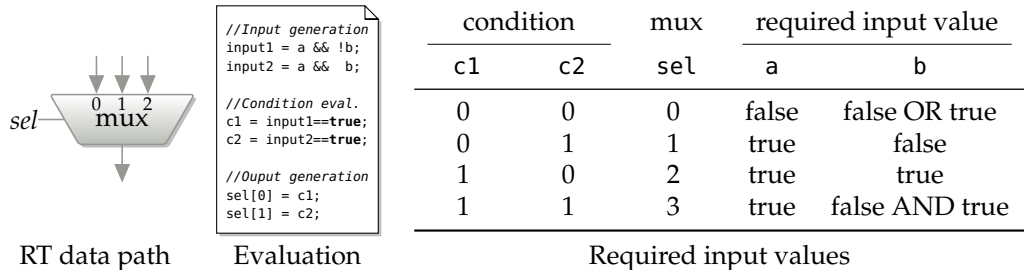 0 1 2
mux
sel
RT data path
//Input generation
input1 = a && !b;
input2 = a &&  b;
//Condition eval.
c1 = input1==true;
c2 = input2==true;
//Ouput generation
sel[0] = c1;
sel[1] = c2;
Evaluation
condition mux required input value
c1 c2 sel a b
0 0 0 false false OR true
0 1 1 true false
1 0 2 true true
1 1 3 true false AND true
Required input values